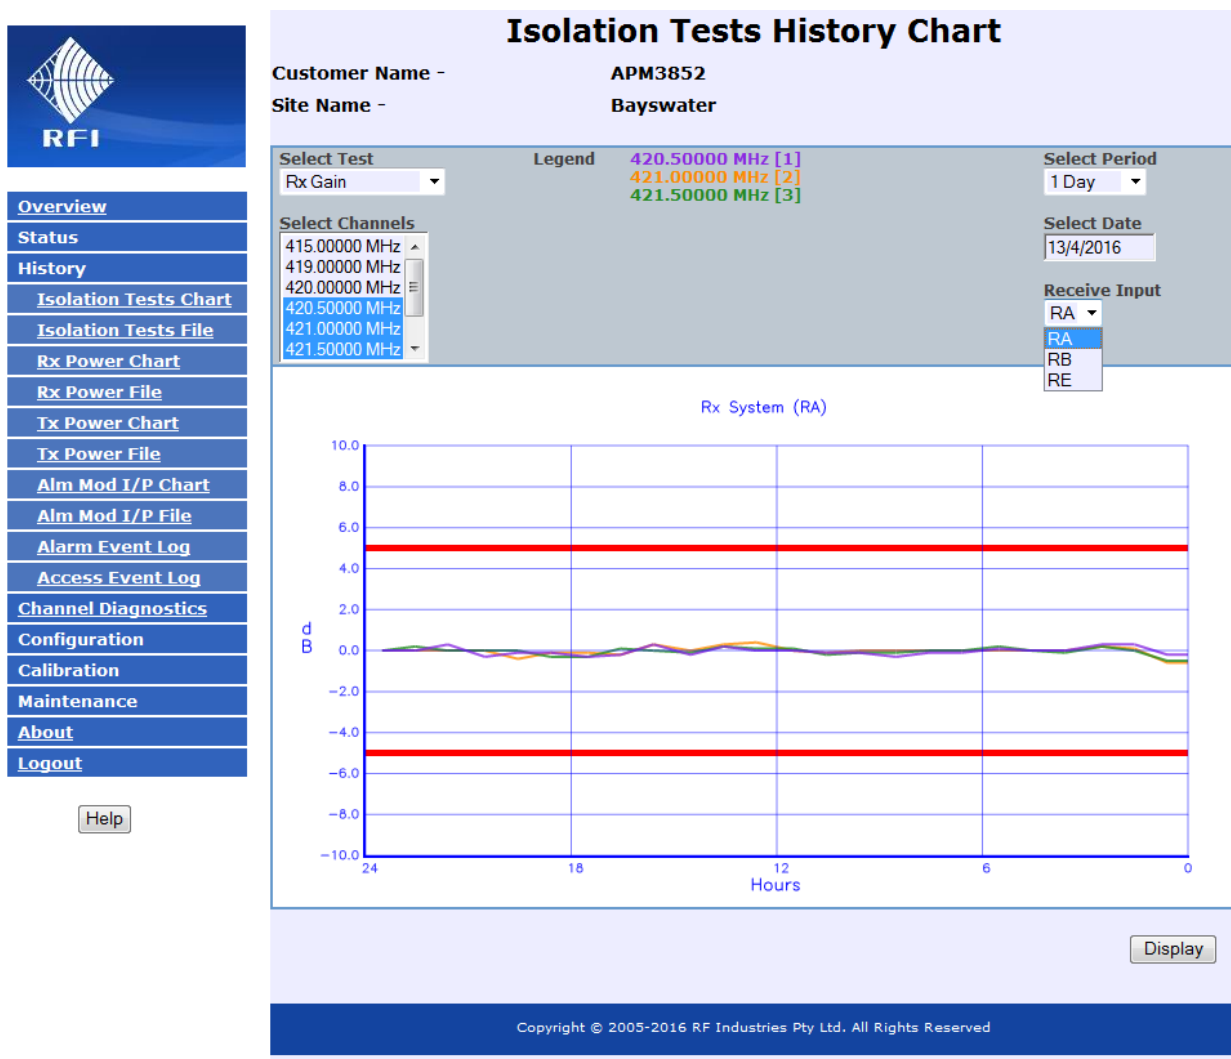 Isolation Tests History Chart
Customer Name -
APM3852
Site Name -
Bayswater
RFI
Overview
Status
History
Isolation Tests Chart
Isolation Tests File
Rx Power Chart
Rx Power File
Tx Power Chart
Tx Power File
Alm Mod I/P Chart
Alm Mod I/P File
Alarm Event Log
Access Event Log
Channel Diagnostics
Configuration
Calibration
Maintenance
About
Logout
Help
Select Test
Rx Gain
Select Channels
415.00000 MHz
419.00000 MHz
420.00000 MHz
420.50000 MHz
421.00000 MHz
421.50000 MHz
Legend
420.50000 MHz [1]
421.00000 MHz [2]
421.50000 MHz [3]
Select Period
1 Day
Select Date
13/4/2016
Receive Input
RA
RA
RB
RE
Rx System (RA)
10.0
8.0
6.0
4.0
2.0
0.0
-2.0
-4.0
-6.0
-8.0
-10.0
dB
24
18
12
6
0
Hours
Display
Copyright © 2005-2016 RF Industries Pty Ltd. All Rights Reserved